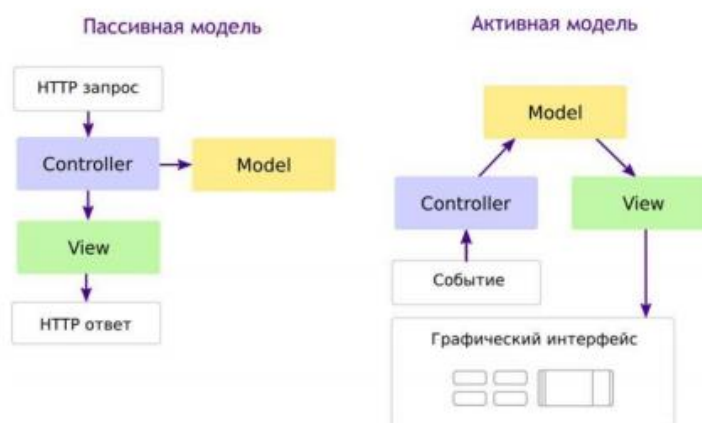 Пассивная модель
HTTP запрос
Controller
Model
View
HTTP ответ
Активная модель
Model
Controller
View
Событие
Графический интерфейс